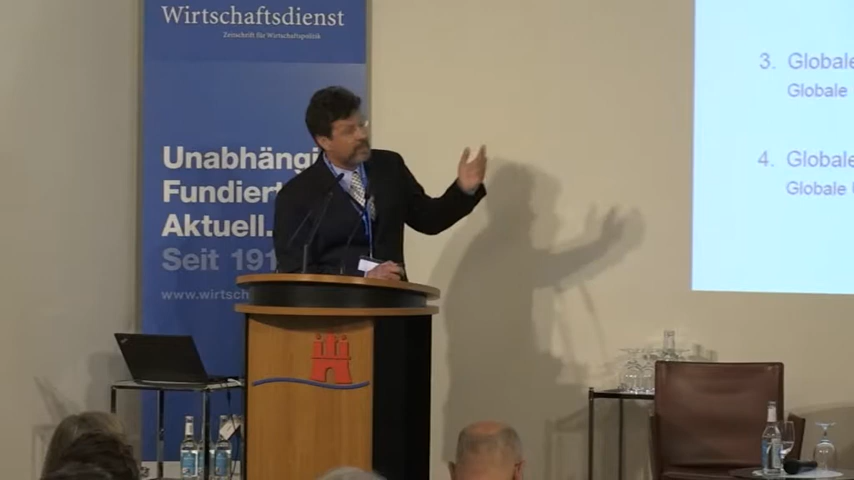 Wirtschaftsdienst
Zeitschrift für Wirtschaftspolitik
Unabhängi
Fundiert
Aktuell.
Seit 191
www.wirtsch
3. Globale
Globale
4. Globale
Globale